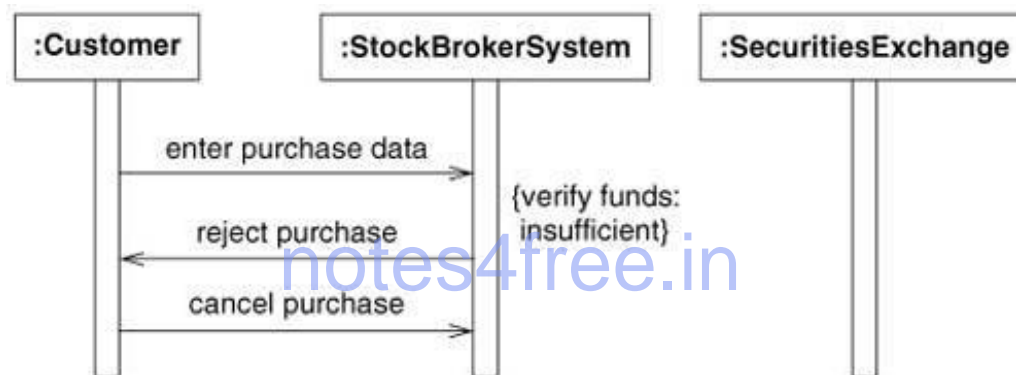 :Customer
:StockBrokerSystem
:SecuritiesExchange
enter purchase data
{verify funds:
insufficient}
reject purchase
notes4free.in
cancel purchase